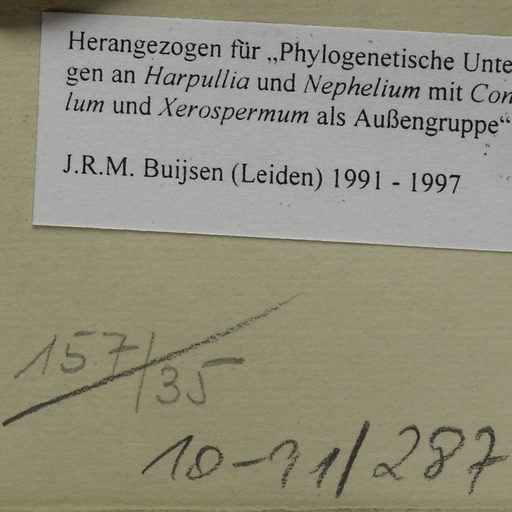 Herangezogen für „Phylogenetische Unte
gen an Harpullia und Nephelium mit Con
lum und Xerospermum als Außengruppe“
J.R.M. Buijsen (Leiden) 1991 - 1997
157/35
10-11/287